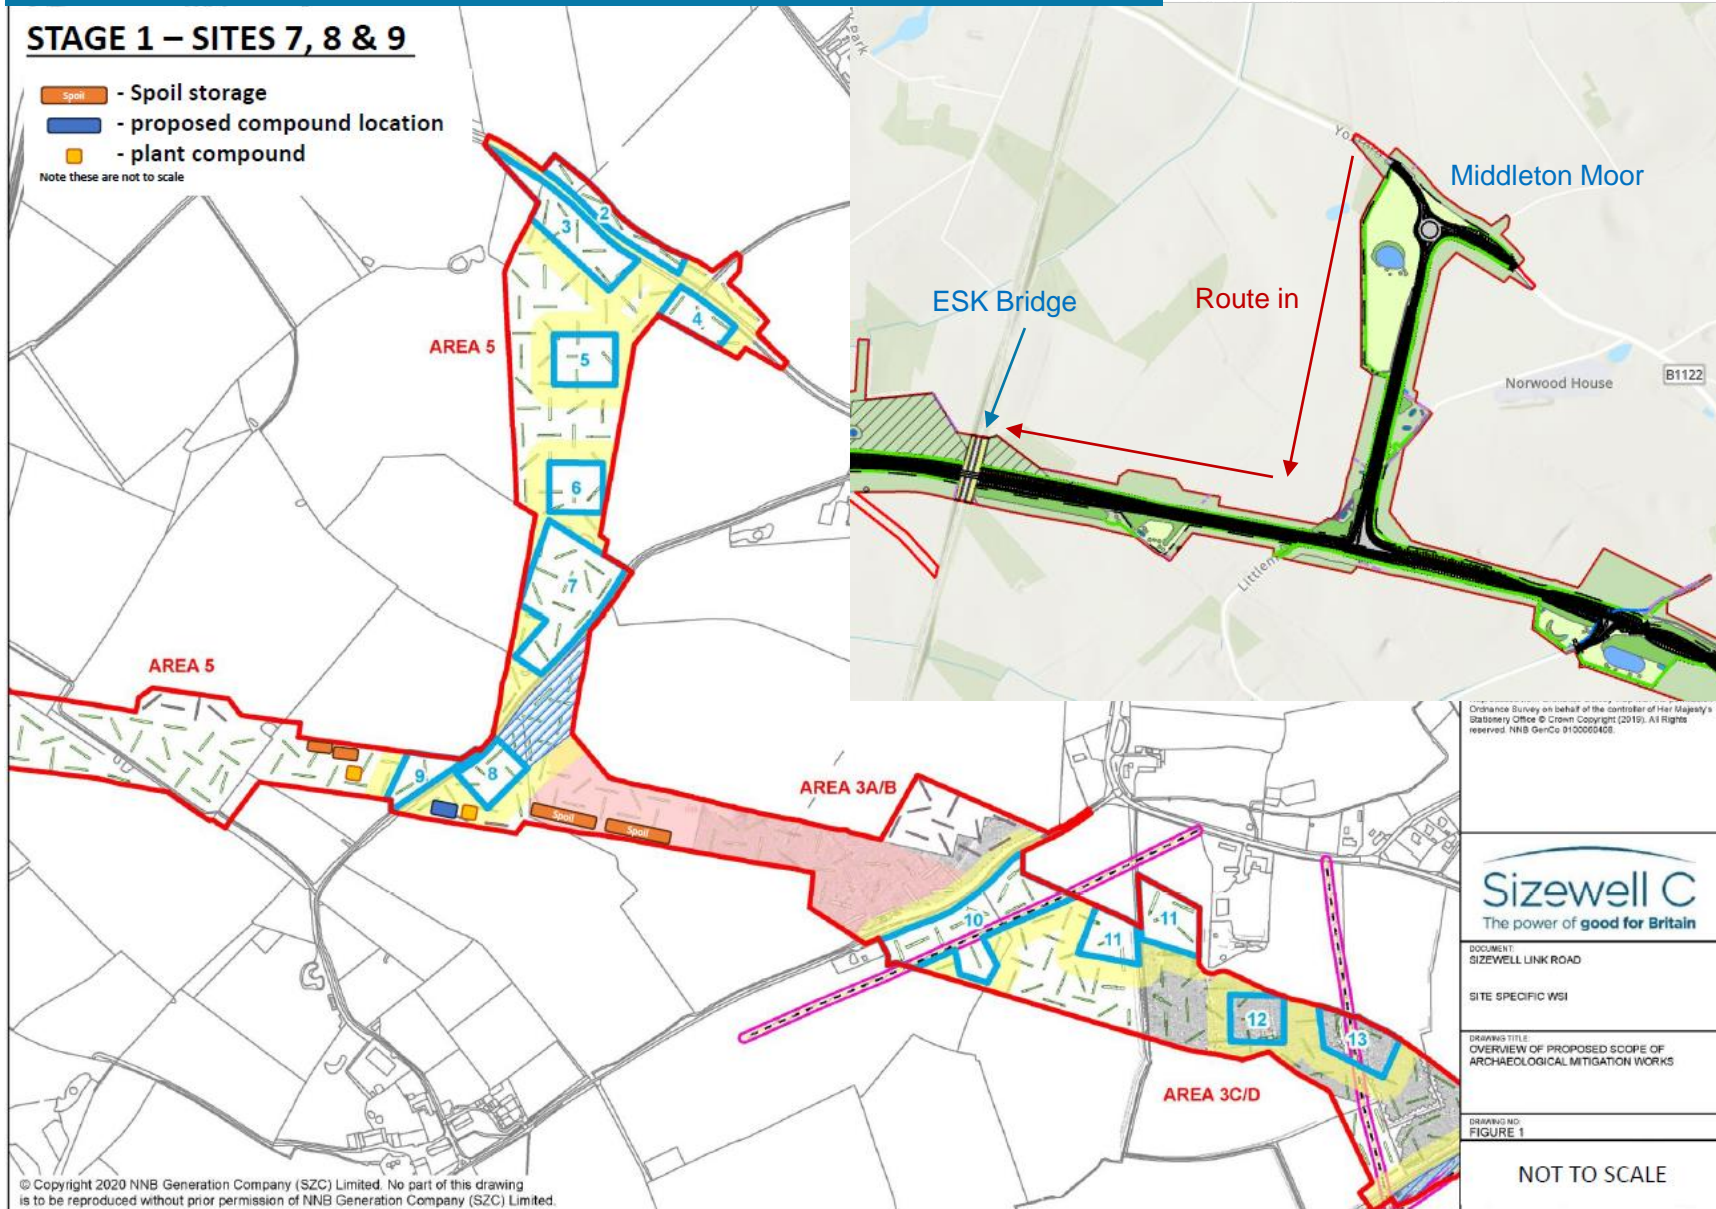 STAGE 1 – SITES 7, 8 & 9
Spoil - Spoil storage
- proposed compound location
- plant compound
Note these are not to scale
Park
Middleton Moor
ESK Bridge
Route in
Norwood House
B1122
2
3
4
5
AREA 5
6
7
AREA 5
9
8
Spoil
Spoil
AREA 3A/B
10
11
11
12
13
AREA 3C/D
Ordnance Survey on behalf of the controller of Her Majesty's
Stationery Office © Crown Copyright (2019). All Rights
reserved. NNB GenCo 0100060408.
Sizewell C
The power of good for Britain
DOCUMENT:
SIZEWELL LINK ROAD
SITE SPECIFIC WSI
DRAWING TITLE:
OVERVIEW OF PROPOSED SCOPE OF
ARCHAEOLOGICAL MITIGATION WORKS
DRAWING NO:
FIGURE 1
NOT TO SCALE
© Copyright 2020 NNB Generation Company (SZC) Limited. No part of this drawing
is to be reproduced without prior permission of NNB Generation Company (SZC) Limited.